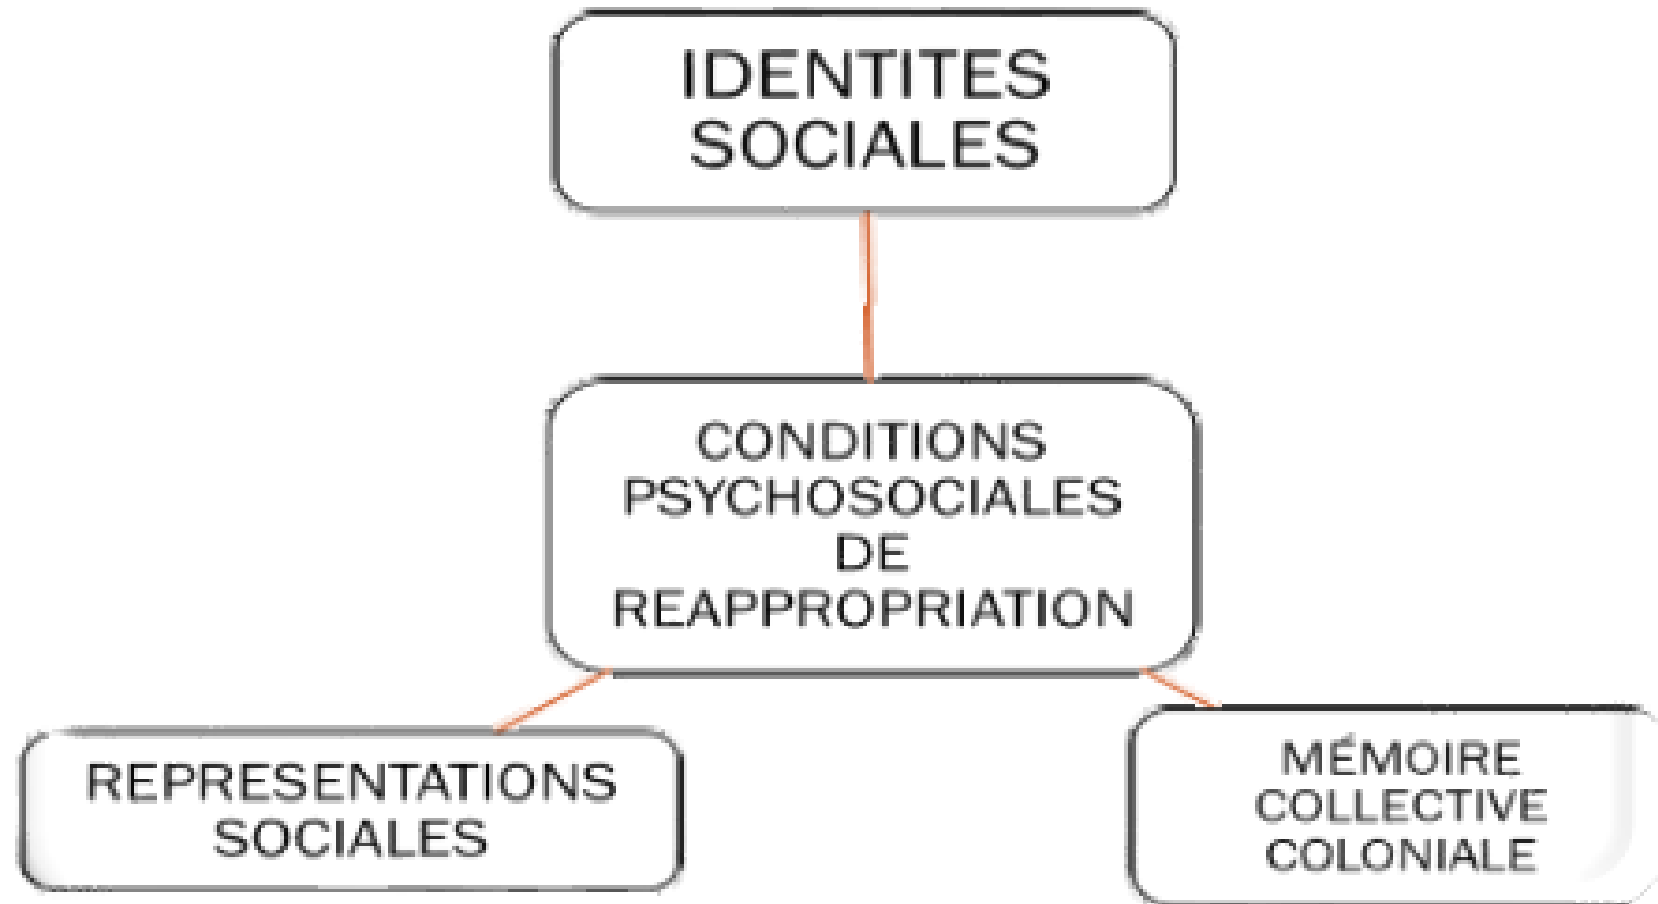 IDENTITES
SOCIALES
CONDITIONS
PSYCHOSOCIALES
DE
REAPPROPRIATION
REPRESENTATIONS
SOCIALES
MÉMOIRE
COLLECTIVE
COLONIALE